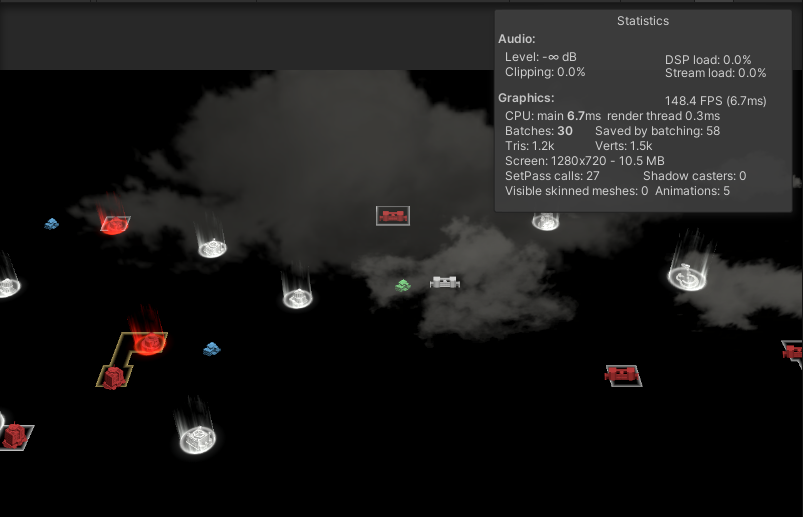 Statistics
Audio:
Level: -∞ dB
DSP load: 0.0%
Clipping: 0.0%
Stream load: 0.0%
Graphics:
148.4 FPS (6.7ms)
CPU: main 6.7ms render thread 0.3ms
Batches: 30 Saved by batching: 58
Tris: 1.2k Verts: 1.5k
Screen: 1280x720 - 10.5 MB
SetPass calls: 27 Shadow casters: 0
Visible skinned meshes: 0 Animations: 5